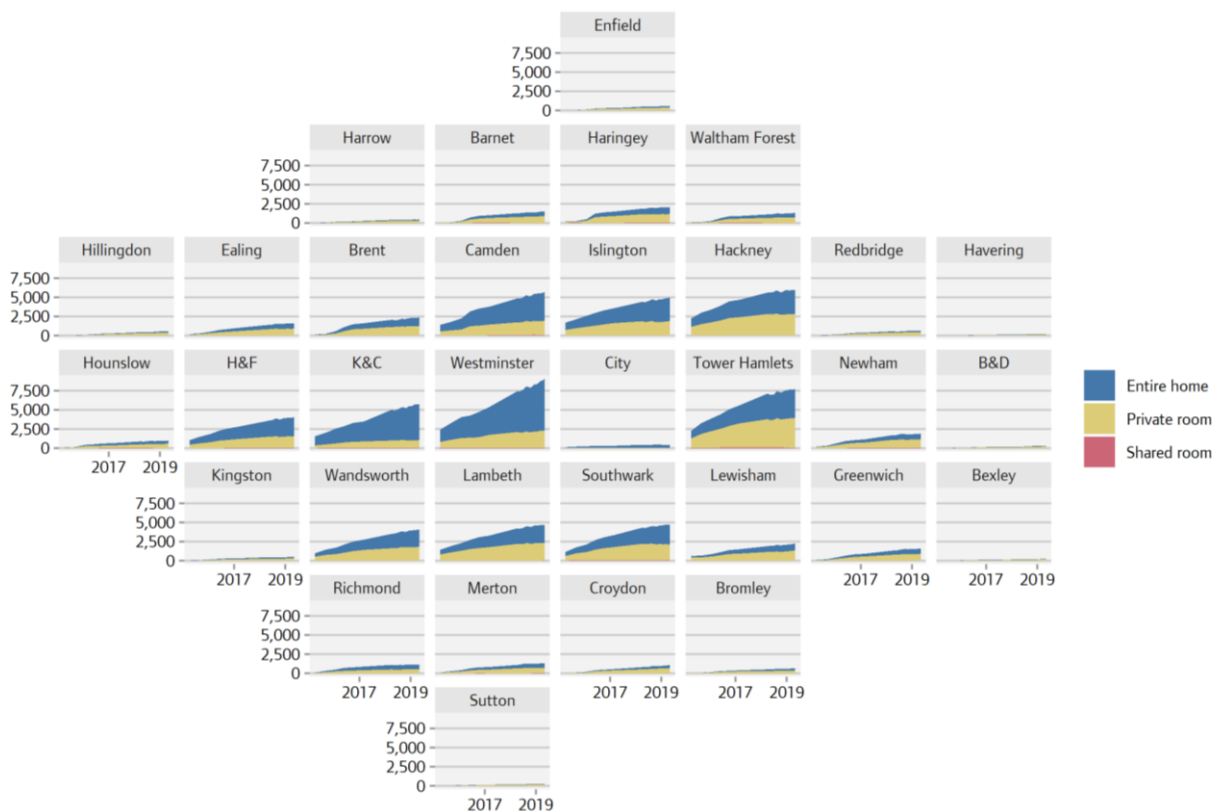 Enfield
7,500
5,000
2,500
0
Harrow Barnet Haringey Waltham Forest
7,500
5,000
2,500
0
Hillingdon Ealing Brent Camden Islington Hackney Redbridge Havering
7,500
5,000
2,500
0
Hounslow H&F K&C Westminster City Tower Hamlets Newham B&D
7,500
5,000
2,500
0
2017 2019
Entire home
Private room
Shared room
Kingston Wandsworth Lambeth Southwark Lewisham Greenwich Bexley
7,500
5,000
2,500
0
2017 2019 2017 2019 2017 2019
Richmond Merton Croydon Bromley
7,500
5,000
2,500
0
2017 2019 2017 2019 2017 2019
Sutton
7,500
5,000
2,500
0
2017 2019